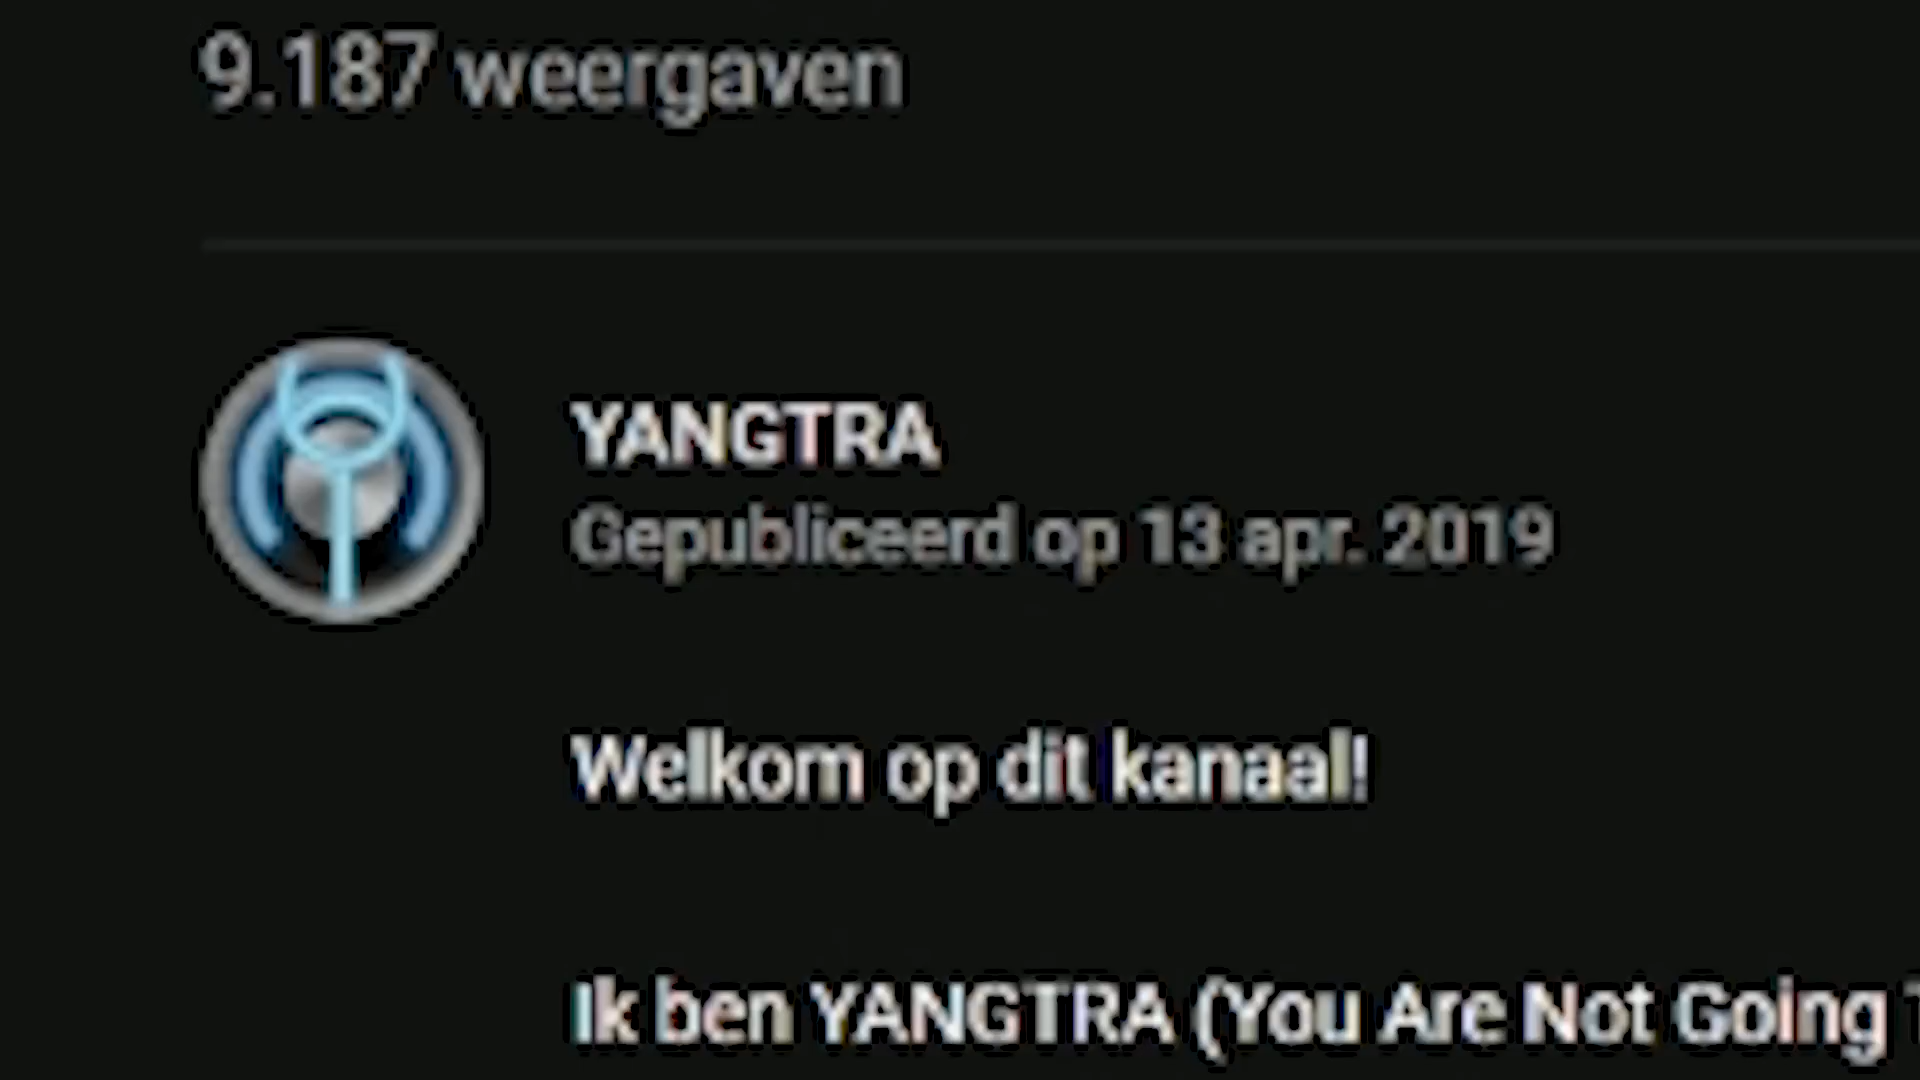 9.187 weergaven
YANGTRA
Gepubliceerd op 13 apr. 2019
Welkom op dit kanaal!
Ik ben YANGTRA (You Are Not Going